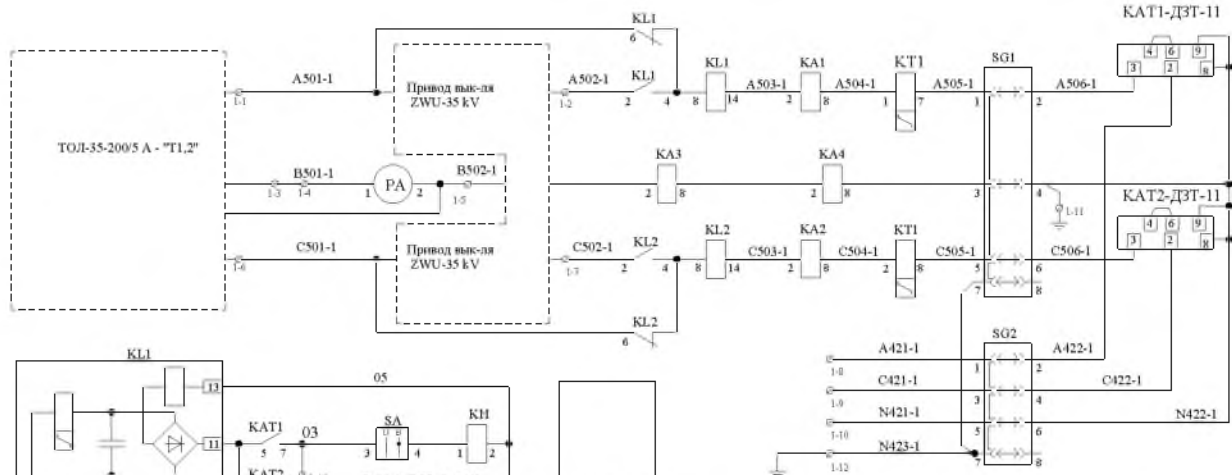 КАТ1-ДЗТ-11
4 6 9
3 2 8
KL1
6
A501-1
1-1
Привод вык-ля
ZWU-35 kV
A502-1
1-2
KL1
2 4
KL1
8 14
A503-1
KA1
2 8
A504-1
KT1
1 7
A505-1
SG1
1 2
A506-1
ТОЛ-35-200/5 А - "Т1,2"
B501-1
1-3 1-4
1 PA 2
B502-1
1-5
KA3
2 8
KA4
2 8
3 4
1-11
КАТ2-ДЗТ-11
4 6 9
3 2 8
C501-1
1-6
Привод вык-ля
ZWU-35 kV
C502-1
1-7
KL2
2 4
KL2
8 14
C503-1
KA2
2 8
C504-1
KT1
2 8
C505-1
5 6
C506-1
7 8
KL2
6
SG2
KL1
A421-1
1-8
1 2
A422-1
13
05
C421-1
1-9
3 4
C422-1
N421-1
1-10
5 6
N422-1
11
KAT1
5 7
03
SA
3 4
KH
1 2
N423-1
1-12
7 8
KAT2